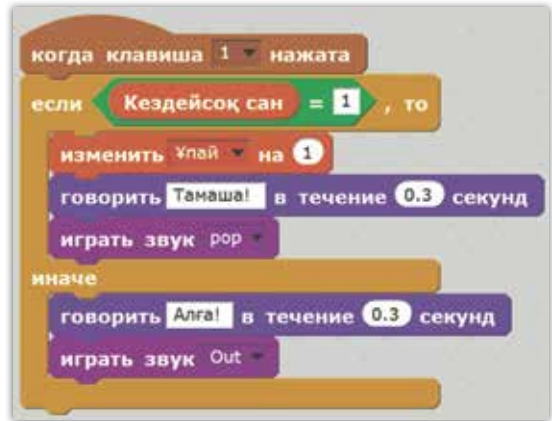 когда клавиша 1 нажата
если Кездейсоқ сан = 1 , то
изменить Ұпай на 1
говорить Тамаша! в течение 0.3 секунд
играть звук pop
иначе
говорить Алға! в течение 0.3 секунд
играть звук Out